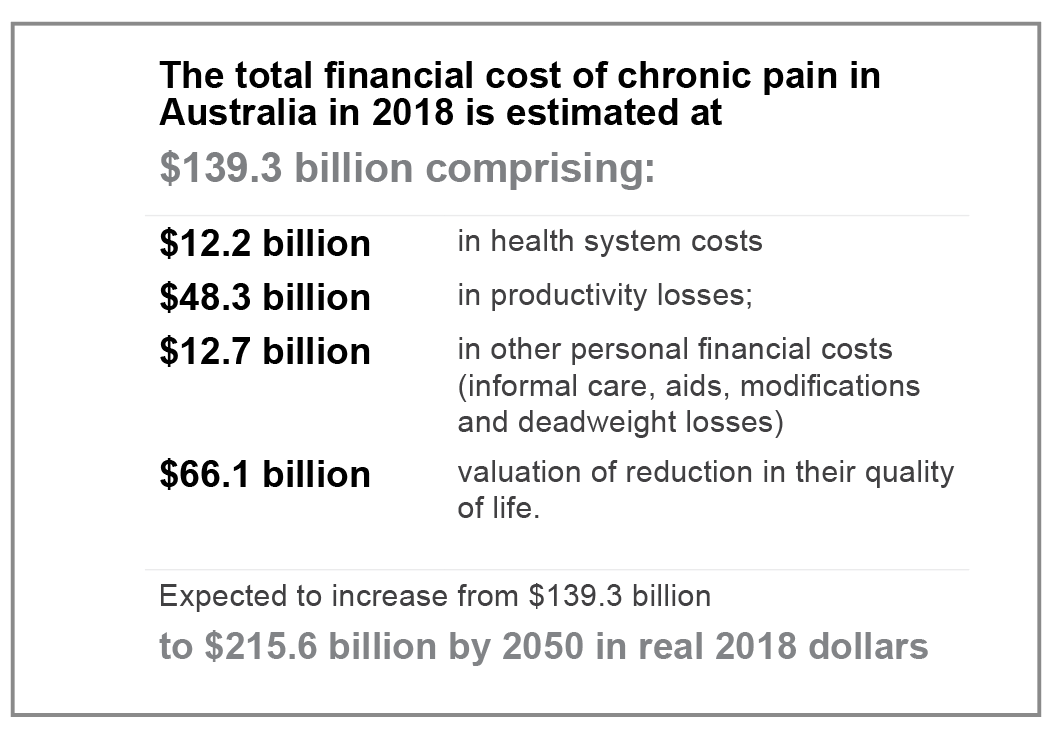 The total financial cost of chronic pain in
Australia in 2018 is estimated at
$139.3 billion comprising:
$12.2 billion in health system costs
$48.3 billion in productivity losses;
$12.7 billion in other personal financial costs
(informal care, aids, modifications
and deadweight losses)
$66.1 billion valuation of reduction in their quality
of life.
Expected to increase from $139.3 billion
to $215.6 billion by 2050 in real 2018 dollars